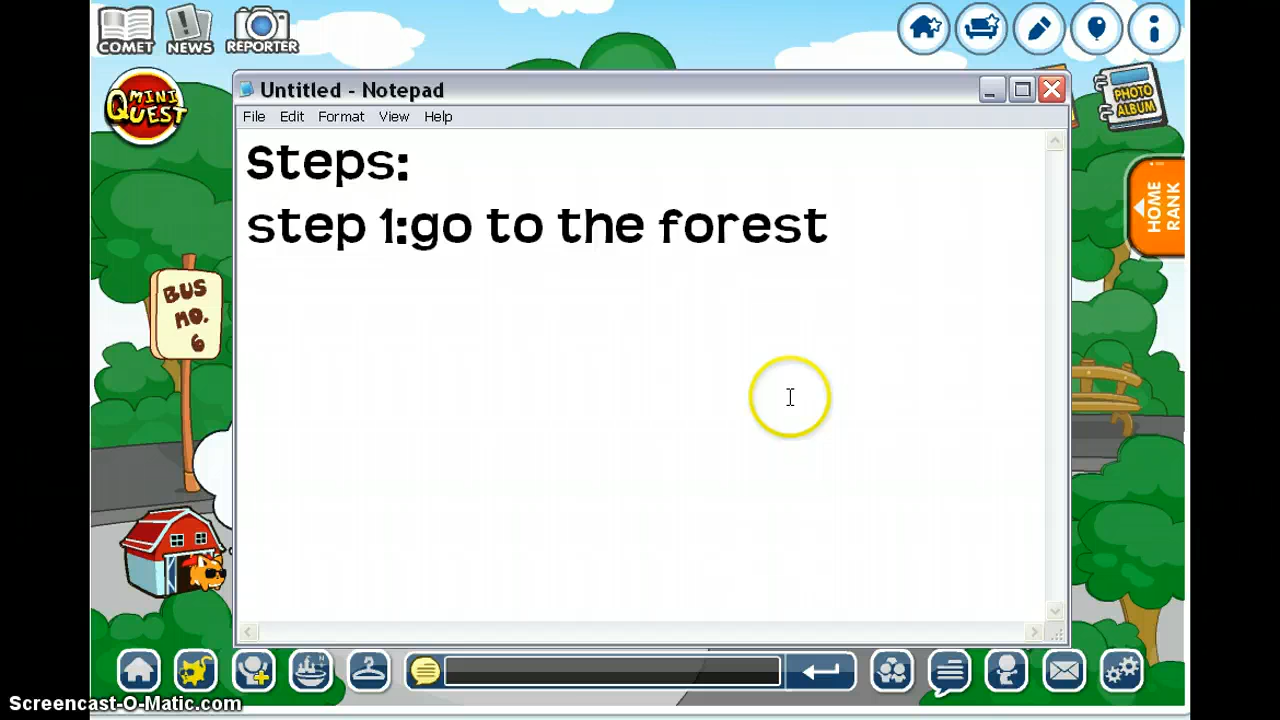 COMET NEWS REPORTER
MINI
QUEST
PHOTO
ALBUM
Untitled - Notepad
File Edit Format View Help
Steps:
step 1:go to the forest
HOME
RANK
BUS
no.
6
Screencast-O-Matic.com